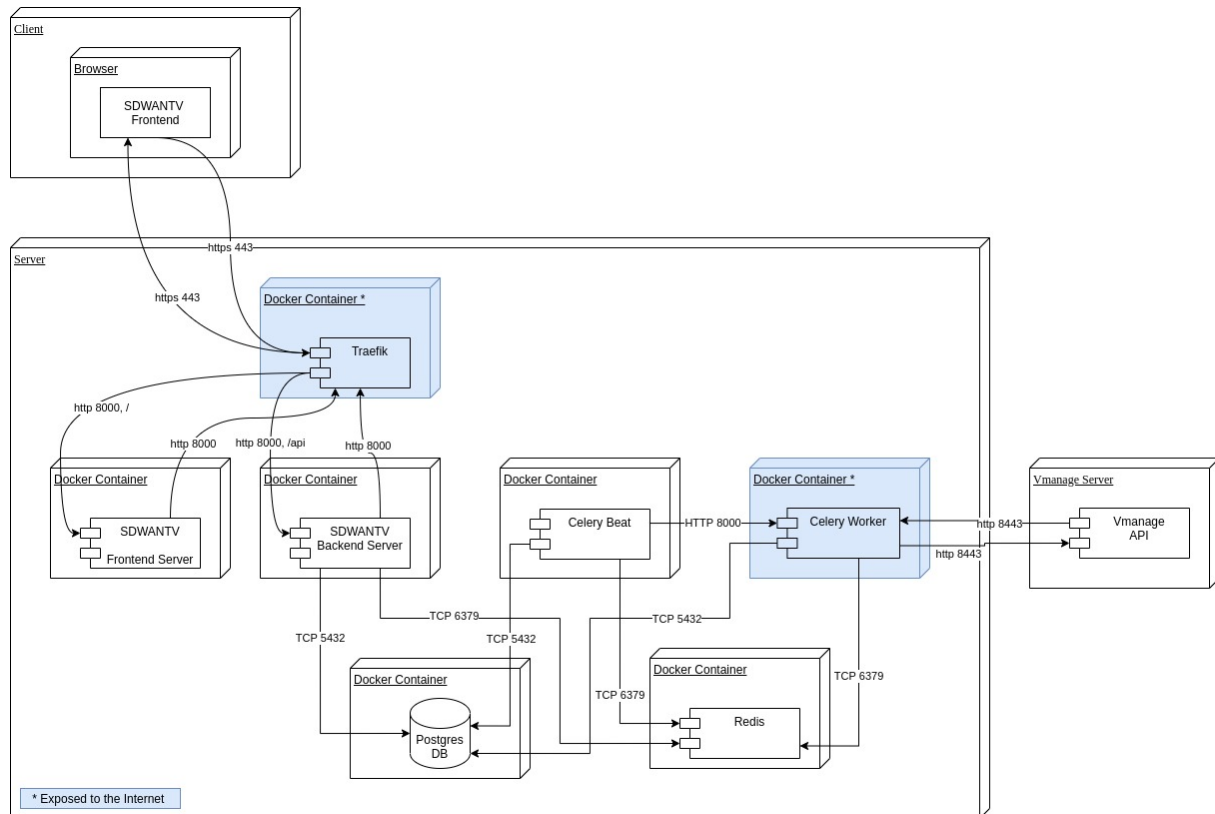 Client
Browser
SDWANTV
Frontend
https 443
https 443
Server
Docker Container *
Traefik
http 8000, /
http 8000
http 8000, /api
http 8000
Docker Container
SDWANTV
Frontend Server
Docker Container
SDWANTV
Backend Server
Docker Container
Celery Beat
HTTP 8000
Docker Container *
Celery Worker
http 8443
http 8443
Vmanage Server
Vmanage
API
TCP 5432
TCP 6379
TCP 5432
TCP 5432
TCP 6379
TCP 6379
Docker Container
Postgres
DB
Docker Container
Redis
* Exposed to the Internet